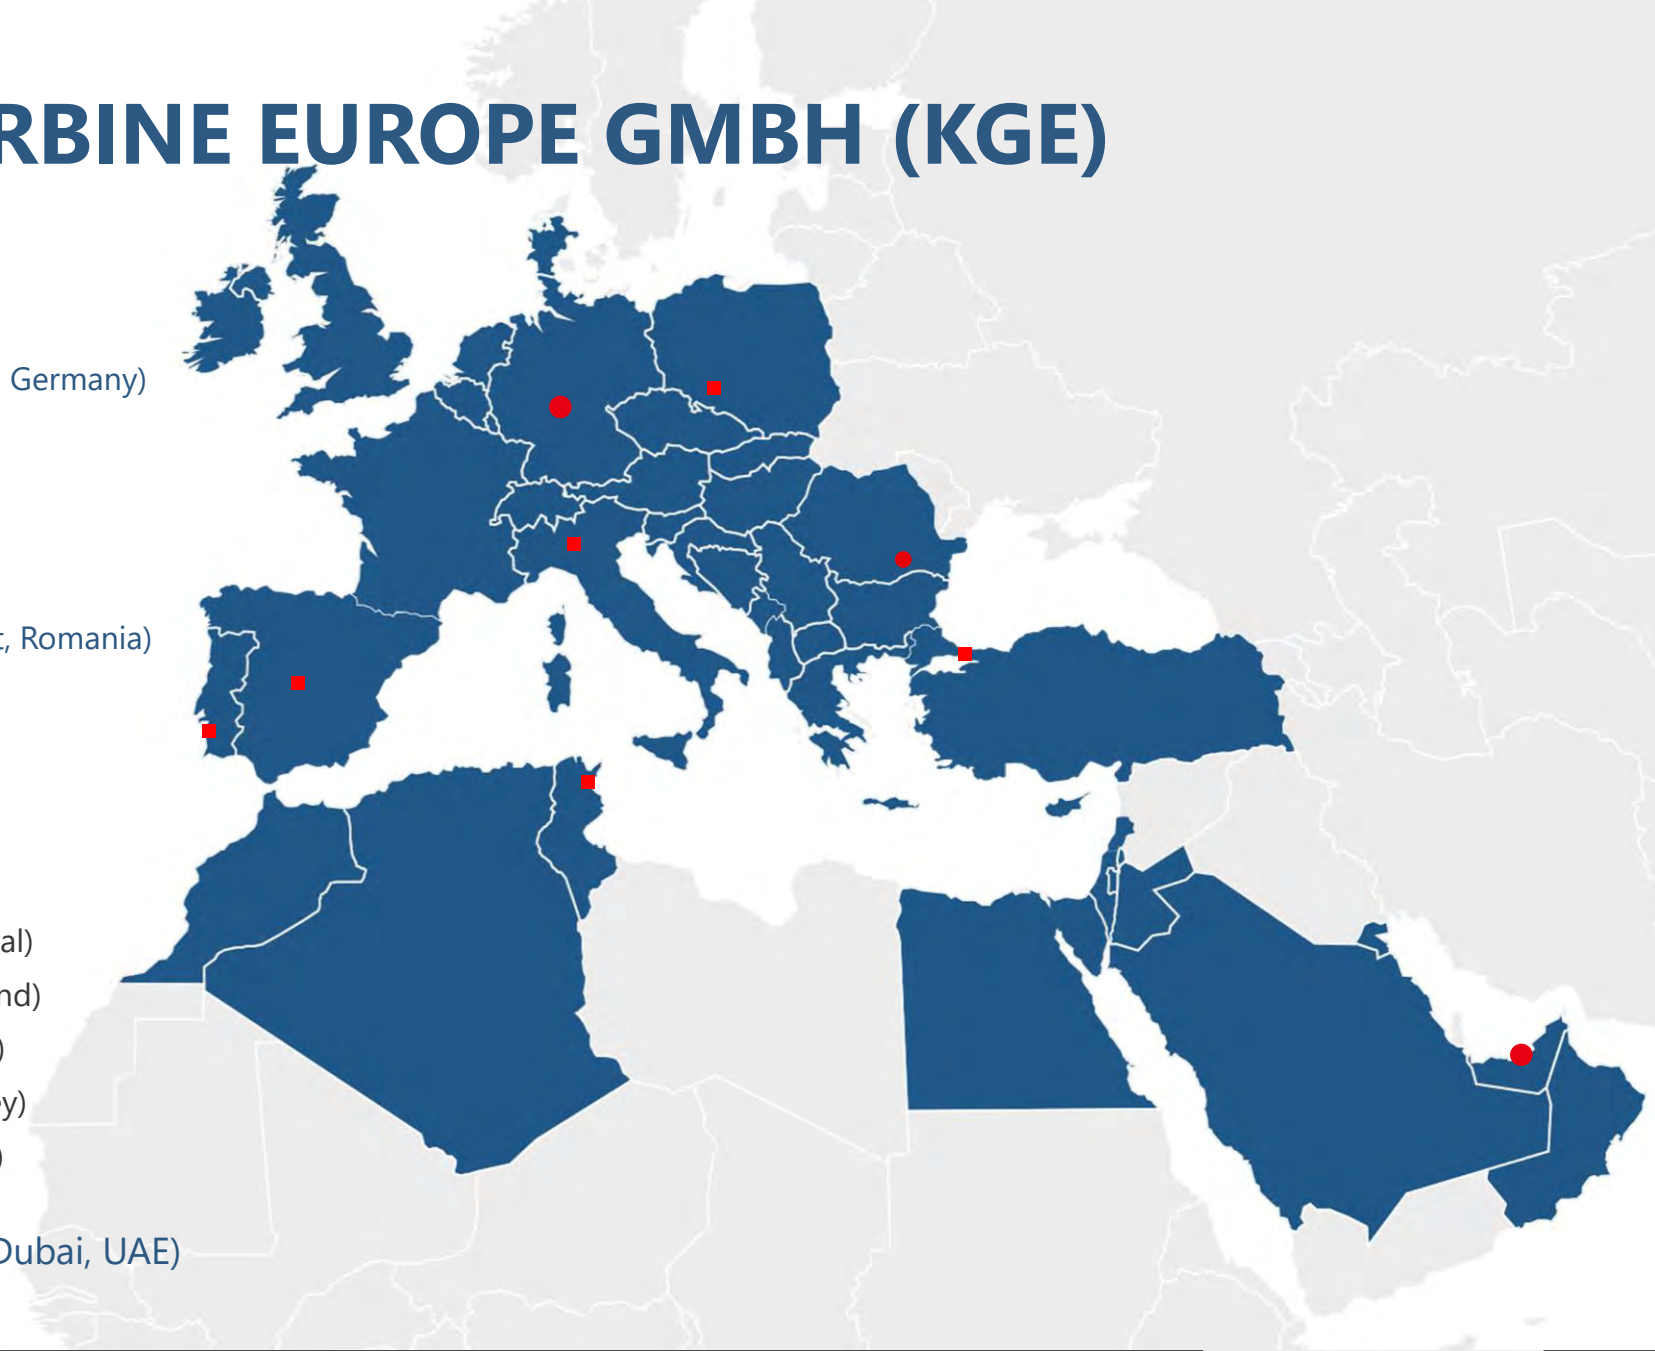 RBINE EUROPE GMBH (KGE)
Germany)
t, Romania)
al)
nd)
)
y)
)
Dubai, UAE)